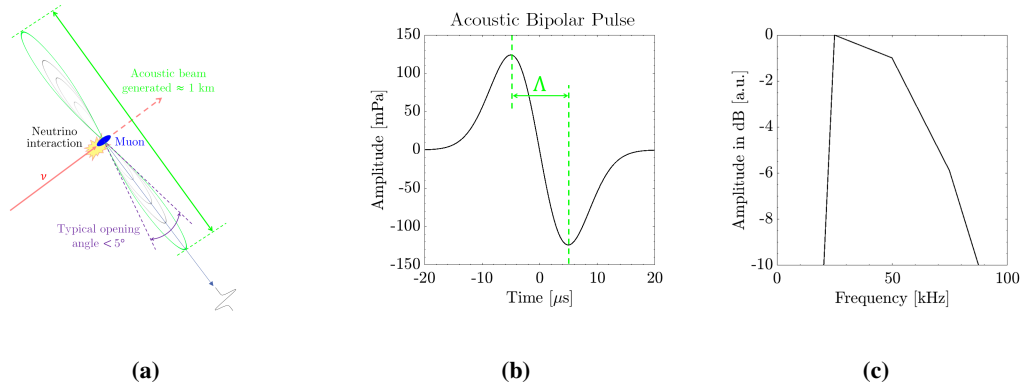 Acoustic beam
generated ≈ 1 km
Neutrino
interaction
Muon
ν
Typical opening
angle < 5°
(a)
Acoustic Bipolar Pulse
150
100
50
0
-50
-100
-150
Amplitude [mPa]
Λ
-20 -10 0 10 20
Time [μs]
(b)
0
-2
-4
-6
-8
-10
Amplitude in dB [a.u.]
0 50 100
Frequency [kHz]
(c)